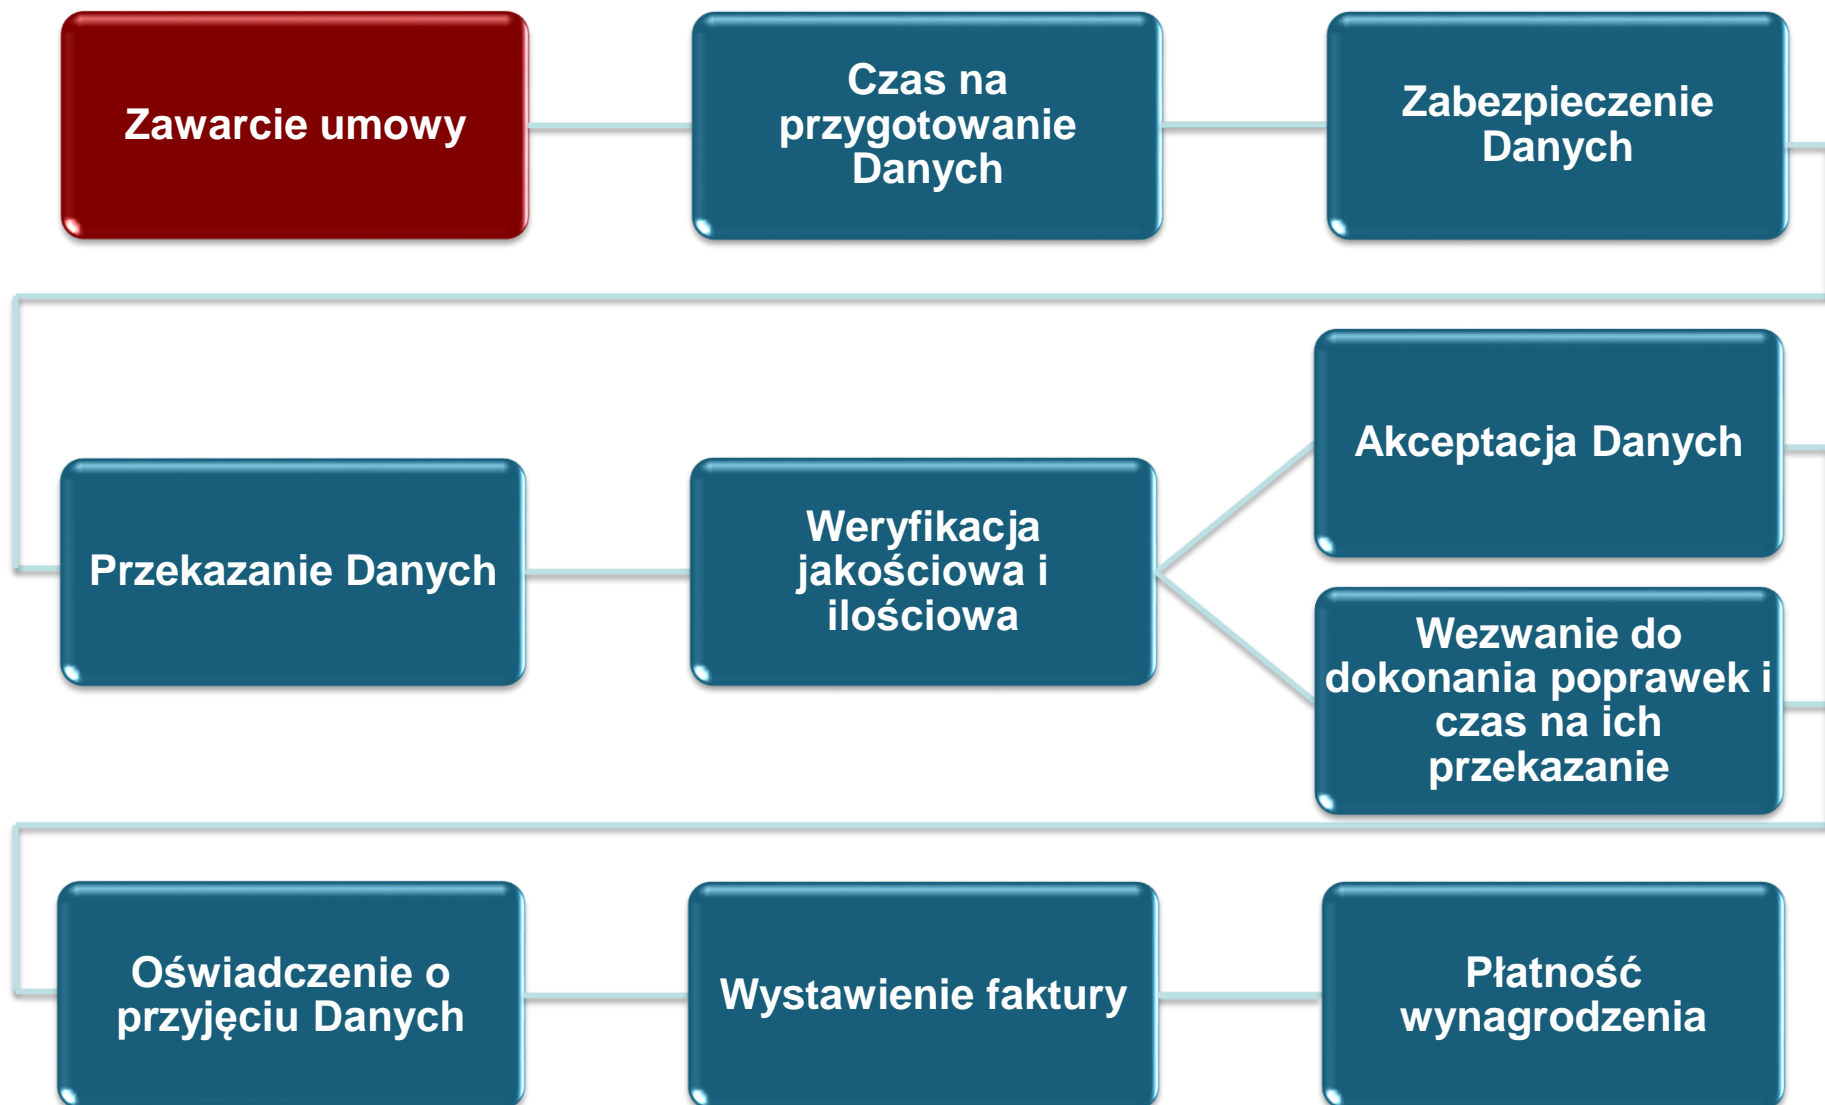 Zawarcie umowy
Czas na
przygotowanie
Danych
Zabezpieczenie
Danych
Przekazanie Danych
Weryfikacja
jakościowa i
ilościowa
Akceptacja Danych
Wezwanie do
dokonania poprawek i
czas na ich
przekazanie
Oświadczenie o
przyjęciu Danych
Wystawienie faktury
Płatność
wynagrodzenia